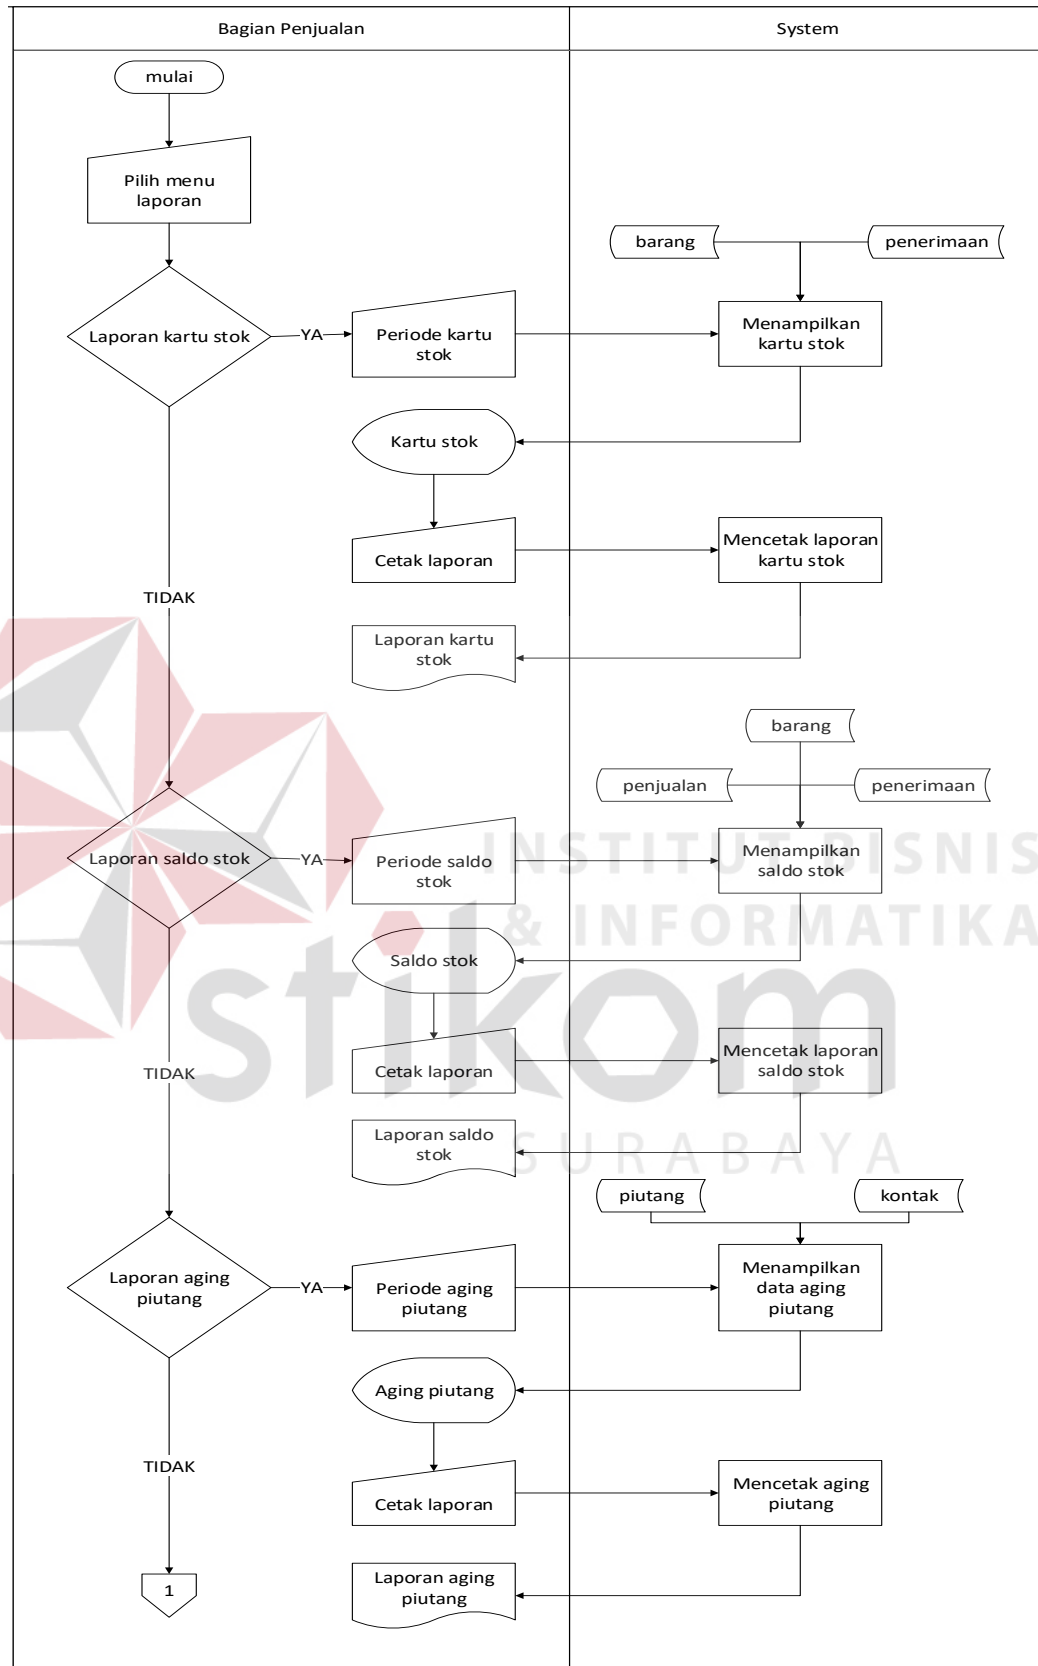 Bagian Penjualan
System
mulai
Pilih menu
laporan
barang
penerimaan
Laporan kartu stok
YA
Periode kartu
stok
Menampilkan
kartu stok
Kartu stok
Cetak laporan
Mencetak laporan
kartu stok
TIDAK
Laporan kartu
stok
barang
penjualan
penerimaan
Laporan saldo stok
YA
Periode saldo
stok
Menampilkan
saldo stok
INSTITUT BISNIS
& INFORMATIKA
Saldo stok
stikom
Cetak laporan
Mencetak laporan
saldo stok
TIDAK
Laporan saldo
stok
SURABAYA
piutang
kontak
Laporan aging
piutang
YA
Periode aging
piutang
Menampilkan
data aging
piutang
Aging piutang
TIDAK
Cetak laporan
Mencetak aging
piutang
1
Laporan aging
piutang